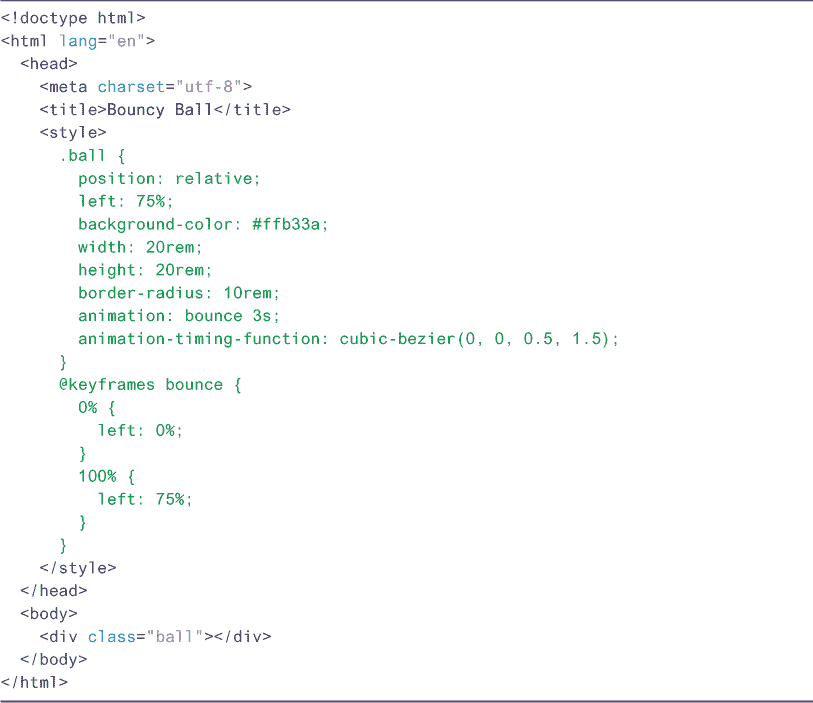 <!doctype html>
<html lang="en">
  <head>
    <meta charset="utf-8">
    <title>Bouncy Ball</title>
    <style>
      .ball {
        position: relative;
        left: 75%;
        background-color: #ffb33a;
        width: 20rem;
        height: 20rem;
        border-radius: 10rem;
        animation: bounce 3s;
        animation-timing-function: cubic-bezier(0, 0, 0.5, 1.5);
      }
      @keyframes bounce {
        0% {
          left: 0%;
        }
        100% {
          left: 75%;
        }
      }
    </style>
  </head>
  <body>
    <div class="ball"></div>
  </body>
</html>